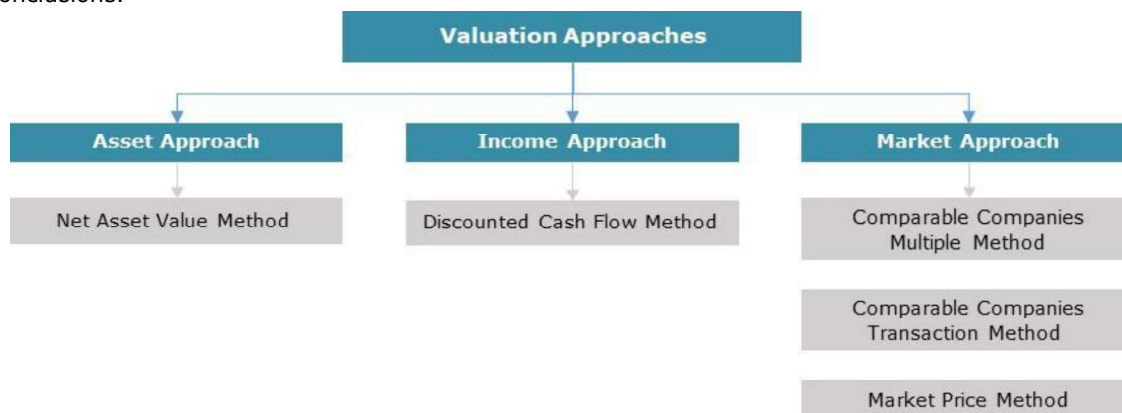 Valuation Approaches
Asset Approach
Income Approach
Market Approach
Net Asset Value Method
Discounted Cash Flow Method
Comparable Companies
Multiple Method
Comparable Companies
Transaction Method
Market Price Method